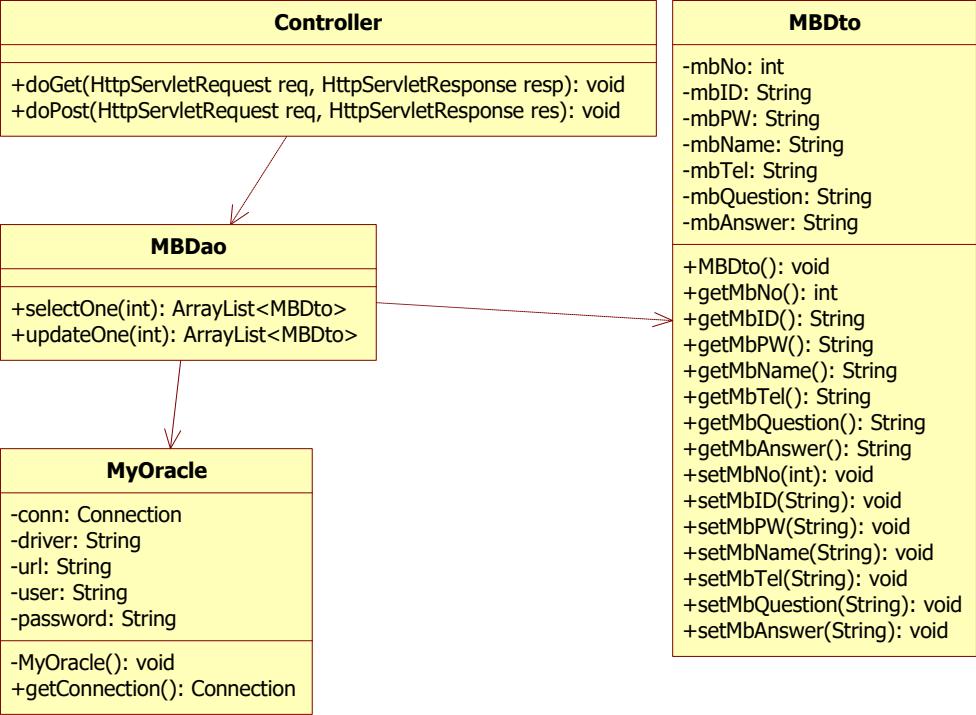 Controller
+doGet(HttpServletRequest req, HttpServletResponse resp): void
+doPost(HttpServletRequest req, HttpServletResponse res): void
MBDao
+selectOne(int): ArrayList<MBDto>
+updateOne(int): ArrayList<MBDto>
MyOracle
-conn: Connection
-driver: String
-url: String
-user: String
-password: String
-MyOracle(): void
+getConnection(): Connection
MBDto
-mbNo: int
-mbID: String
-mbPW: String
-mbName: String
-mbTel: String
-mbQuestion: String
-mbAnswer: String
+MBDto(): void
+getMbNo(): int
+getMbID(): String
+getMbPW(): String
+getMbName(): String
+getMbTel(): String
+getMbQuestion(): String
+getMbAnswer(): String
+setMbNo(int): void
+setMbID(String): void
+setMbPW(String): void
+setMbName(String): void
+setMbTel(String): void
+setMbQuestion(String): void
+setMbAnswer(String): void